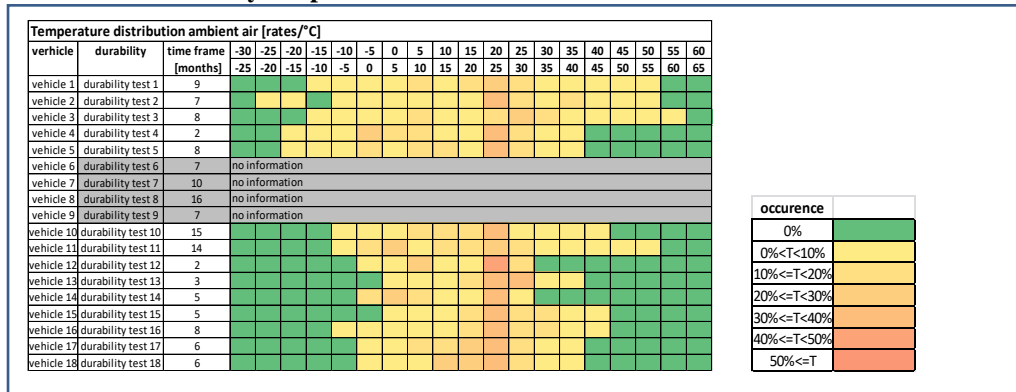 Temperature distribution ambient air [rates/°C]
verhicle durability time frame -30 -25 -20 -15 -10 -5 0 5 10 15 20 25 30 35 40 45 50 55 60
[months] -25 -20 -15 -10 -5 0 5 10 15 20 25 30 35 40 45 50 55 60 65
vehicle 1 durability test 1 9
vehicle 2 durability test 2 7
vehicle 3 durability test 3 8
vehicle 4 durability test 4 2
vehicle 5 durability test 5 8
vehicle 6 durability test 6 7 no information
vehicle 7 durability test 7 10 no information
vehicle 8 durability test 8 16 no information
vehicle 9 durability test 9 7 no information
vehicle 10 durability test 10 15
vehicle 11 durability test 11 14
vehicle 12 durability test 12 2
vehicle 13 durability test 13 3
vehicle 14 durability test 14 5
vehicle 15 durability test 15 5
vehicle 16 durability test 16 8
vehicle 17 durability test 17 6
vehicle 18 durability test 18 6
occurence
0%
0%<T<10%
10%<=T<20%
20%<=T<30%
30%<=T<40%
40%<=T<50%
50%<=T